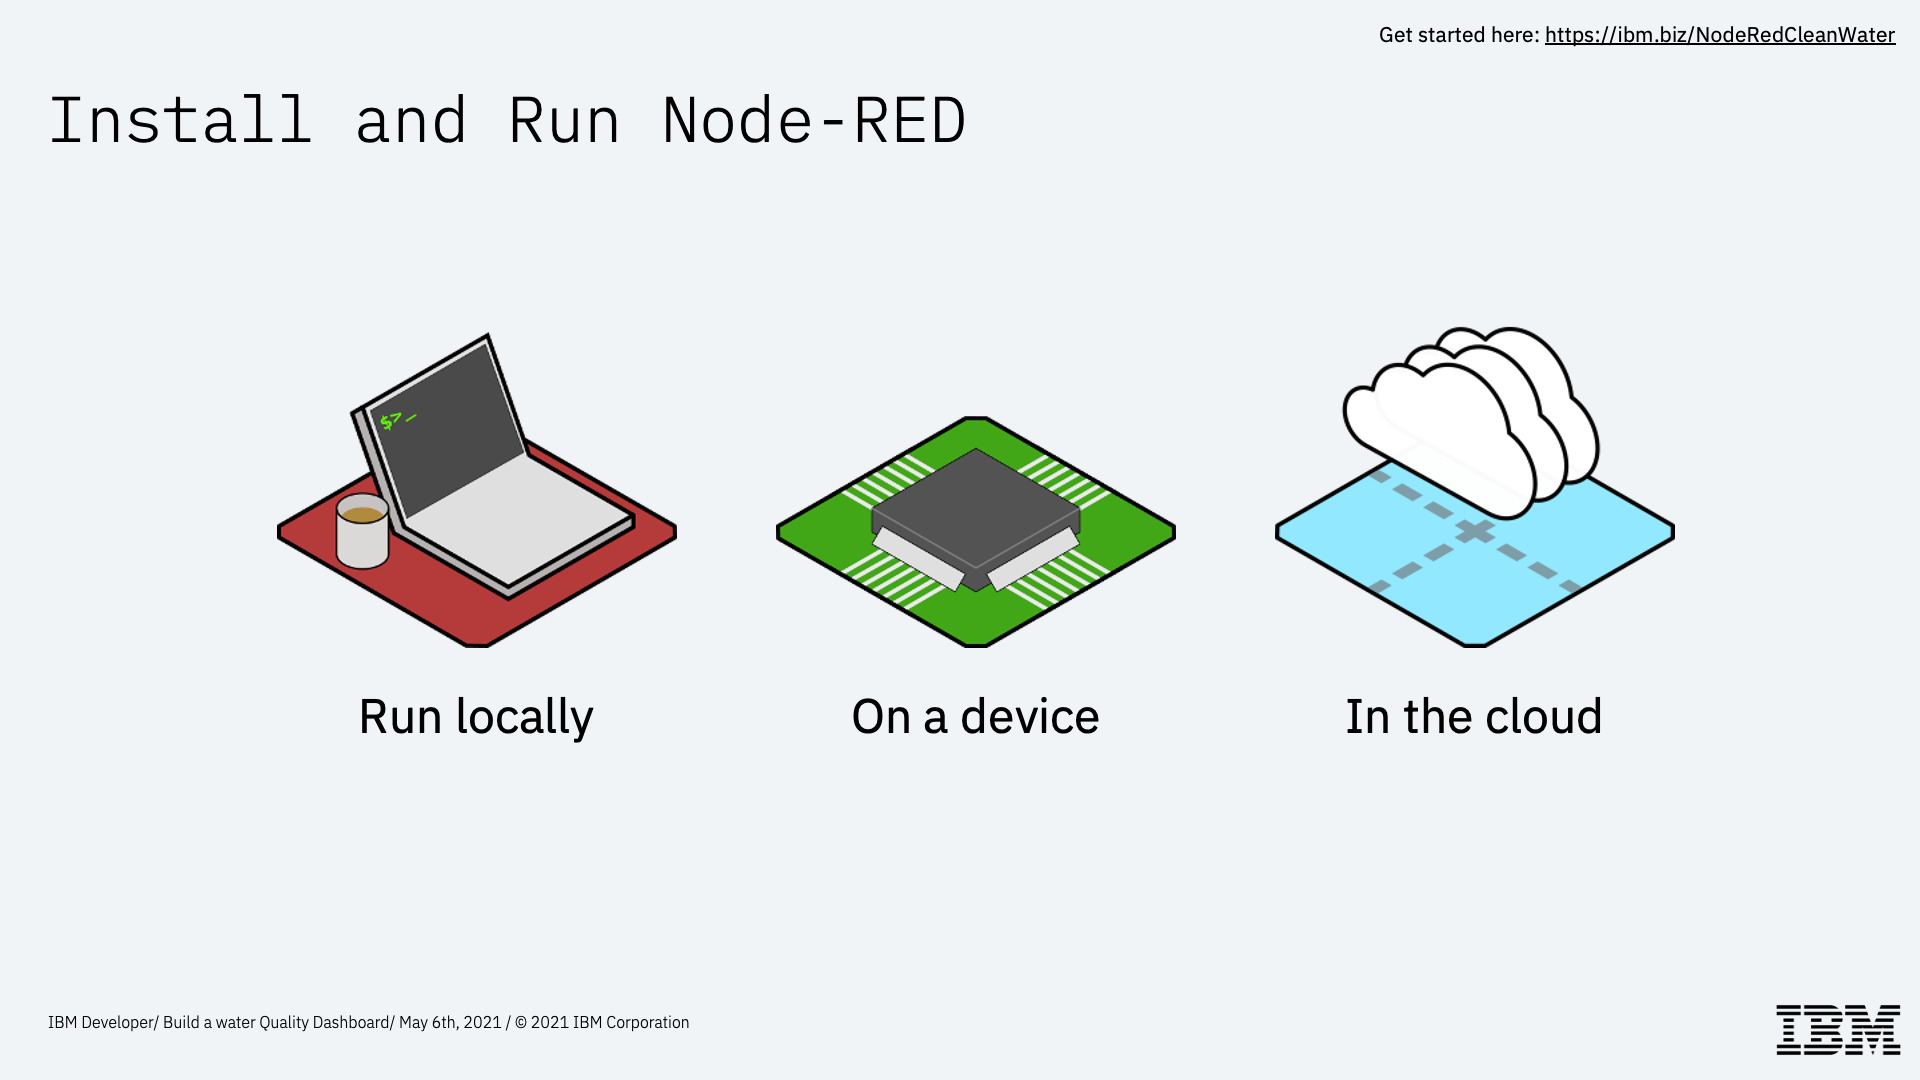 Get started here: https://ibm.biz/NodeRedCleanWater
Install and Run Node-RED
$>_
Run locally
On a device
In the cloud
IBM Developer/ Build a water Quality Dashboard/ May 6th, 2021 / © 2021 IBM Corporation
IBM